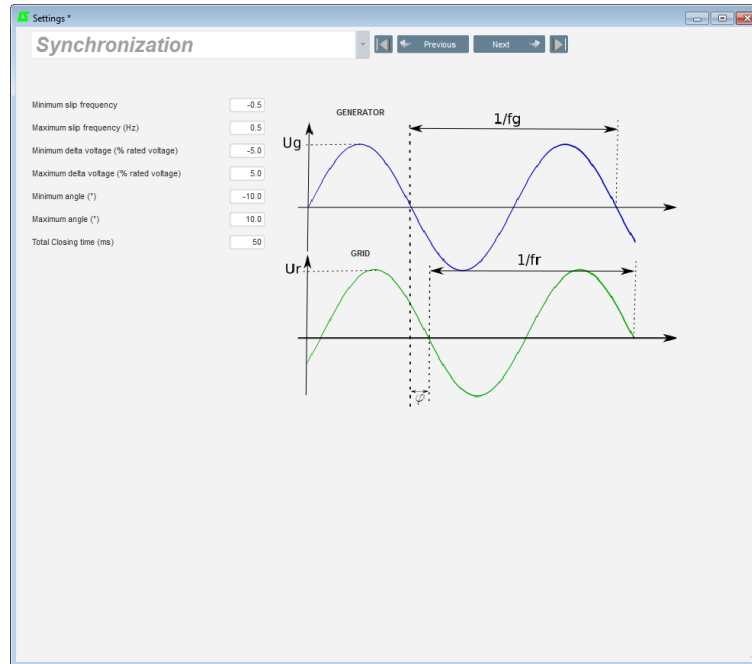 Settings *
Synchronization
Previous
Next
Minimum slip frequency -0.5
Maximum slip frequency (Hz) 0.5
Minimum delta voltage (% rated voltage) -5.0
Maximum delta voltage (% rated voltage) 5.0
Minimum angle (°) -10.0
Maximum angle (°) 10.0
Total Closing time (ms) 50
GENERATOR
1/fg
Ug
GRID
1/fr
Ur
φ